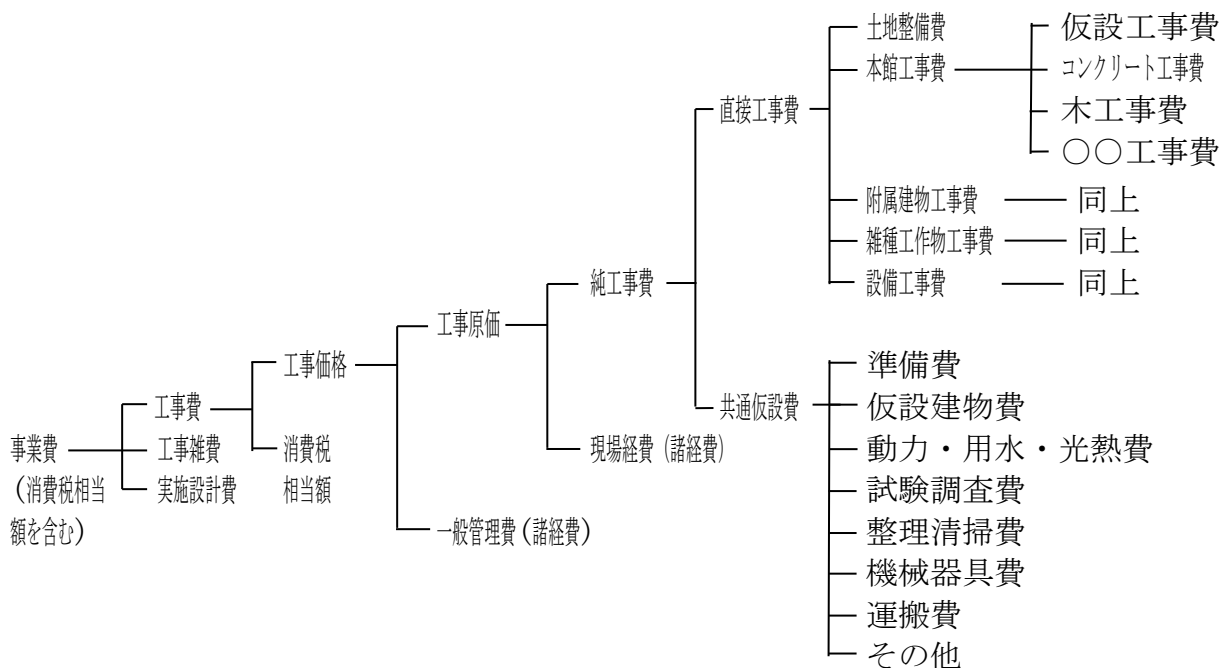 事業費
(消費税相当
額を含む)
工事費
工事雑費
実施設計費
工事価格
消費税
相当額
工事原価
一般管理費(諸経費)
純工事費
現場経費(諸経費)
直接工事費
共通仮設費
土地整備費
本館工事費
附属建物工事費
雑種工作物工事費
設備工事費
仮設工事費
コンクリート工事費
木工事費
○○工事費
同上
同上
同上
準備費
仮設建物費
動力・用水・光熱費
試験調査費
整理清掃費
機械器具費
運搬費
その他